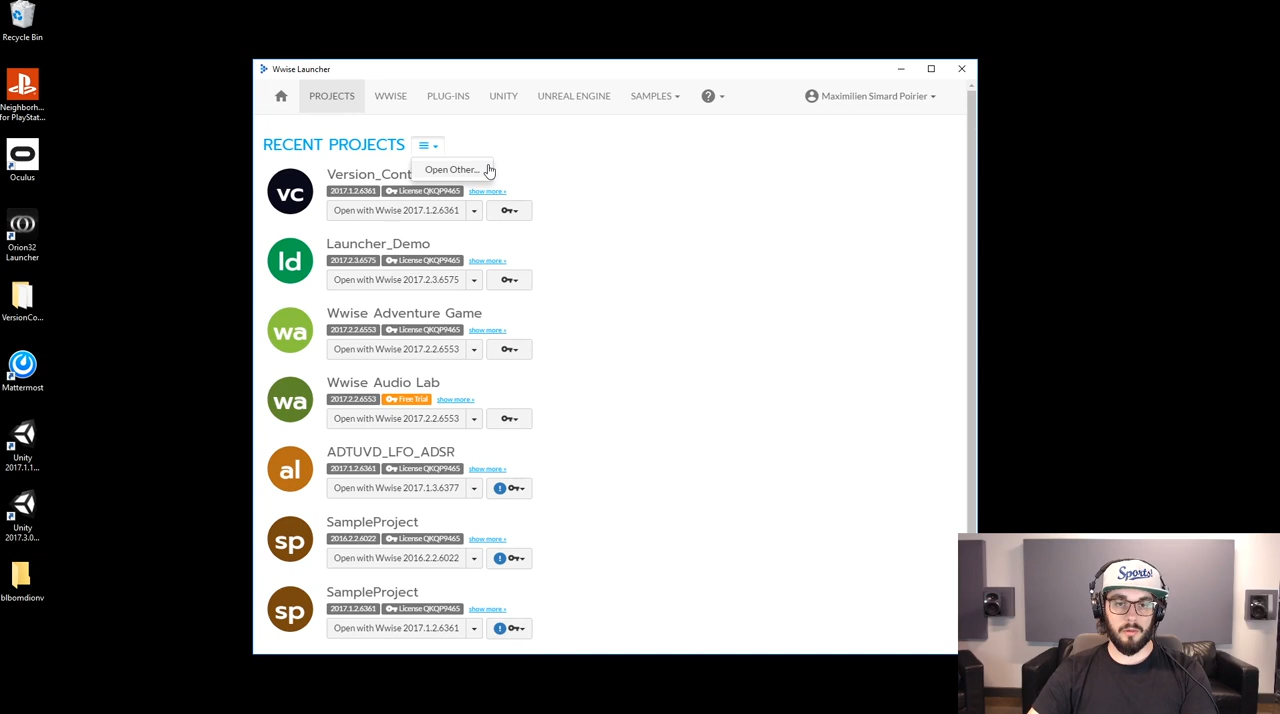 Recycle Bin
Neighborh...
for PlayStat...
Oculus
Orion32
Launcher
VersionCo...
Mattermost
Unity
2017.1.1...
Unity
2017.3.0...
blbomdionv
Wwise Launcher
PROJECTS WWISE PLUG-INS UNITY UNREAL ENGINE SAMPLES ? Maximilien Simard Poirier
RECENT PROJECTS
Open Other...
vc Version_Cont
2017.1.2.6361 License QKQP9465 show more »
Open with Wwise 2017.1.2.6361
ld Launcher_Demo
2017.2.3.6575 License QKQP9465 show more »
Open with Wwise 2017.2.3.6575
wa Wwise Adventure Game
2017.2.2.6553 License QKQP9465 show more »
Open with Wwise 2017.2.2.6553
wa Wwise Audio Lab
2017.2.2.6553 Free Trial show more »
Open with Wwise 2017.2.2.6553
al ADTUVD_LFO_ADSR
2017.1.2.6361 License QKQP9465 show more »
Open with Wwise 2017.1.3.6377
sp SampleProject
2016.2.2.6022 License QKQP9465 show more »
Open with Wwise 2016.2.2.6022
sp SampleProject
2017.1.2.6361 License QKQP9465 show more »
Open with Wwise 2017.1.2.6361
Sports!